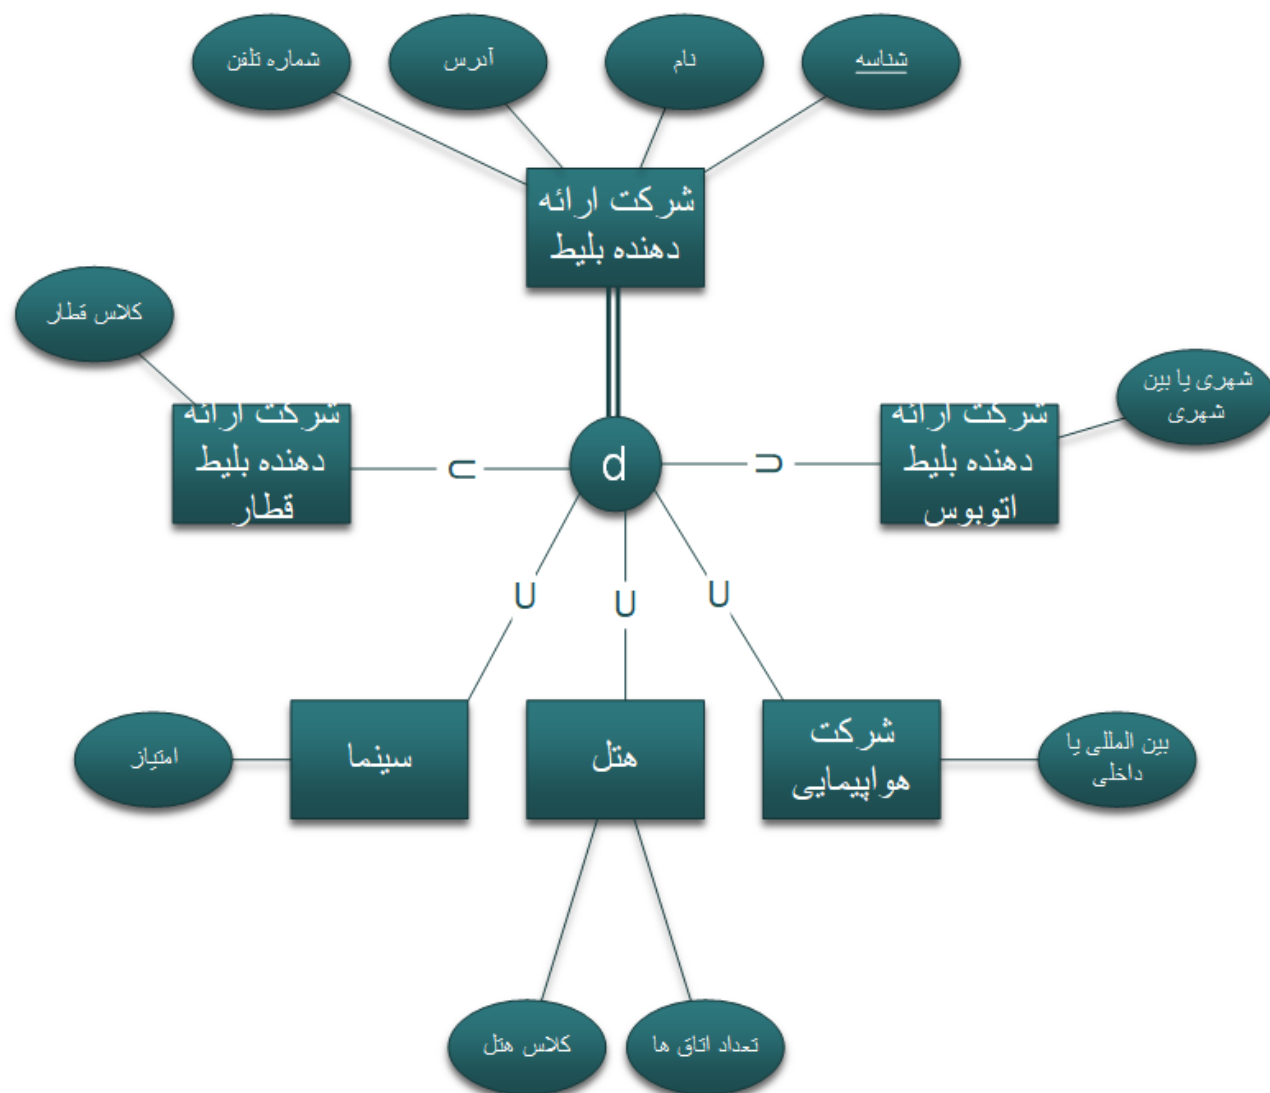 شناسه
نام
آدرس
شماره تلفن
شرکت ارائه
دهنده بلیط
کلاس قطار
شهری یا بین
شهری
شرکت ارائه
دهنده بلیط
اتوبوس
⊃
d
⊂
شرکت ارائه
دهنده بلیط
قطار
U
U
U
بین المللی یا
داخلی
شرکت
هواپیمایی
هتل
سینما
امتیاز
تعداد اتاق ها
کلاس هتل